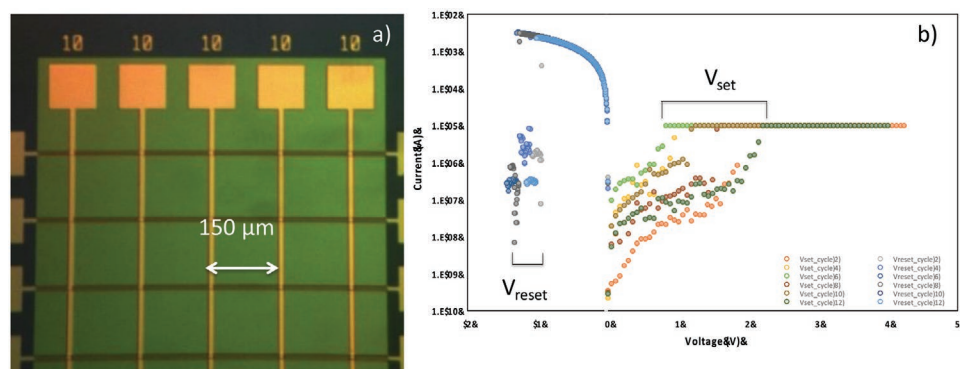 10 10 10 10 10
a)
150 µm
b)
1.E$02&
1.E$03&
1.E$04&
1.E$05&
1.E$06&
1.E$07&
1.E$08&
1.E$09&
1.E$10&
Current&(A)&
Vset
Vreset
Vset_cycle)2)
Vset_cycle)4)
Vset_cycle)6)
Vset_cycle)8)
Vset_cycle)10)
Vset_cycle)12)
Vreset_cycle)2)
Vreset_cycle)4)
Vreset_cycle)6)
Vreset_cycle)8)
Vreset_cycle)10)
Vreset_cycle)12)
$2& $1& 0& 1& 2& 3& 4& 5
Voltage&(V)&